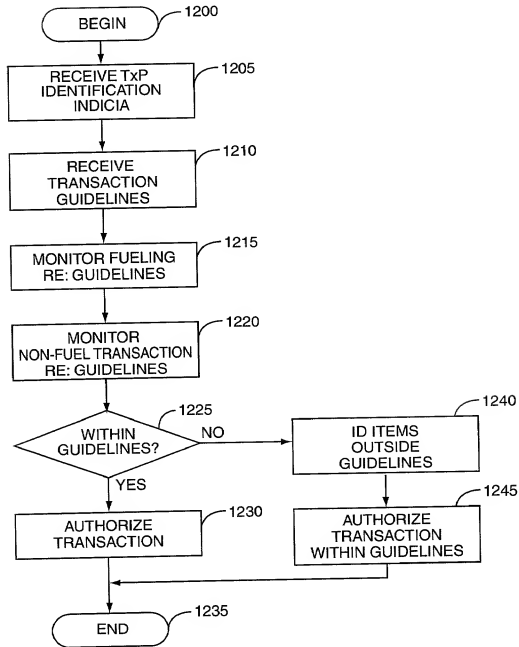 BEGIN
1200
RECEIVE TxP
IDENTIFICATION
INDICIA
1205
RECEIVE
TRANSACTION
GUIDELINES
1210
MONITOR FUELING
RE: GUIDELINES
1215
MONITOR
NON-FUEL TRANSACTION
RE: GUIDELINES
1220
WITHIN
GUIDELINES?
1225
NO
YES
ID ITEMS
OUTSIDE
GUIDELINES
1240
AUTHORIZE
TRANSACTION
1230
AUTHORIZE
TRANSACTION
WITHIN GUIDELINES
1245
END
1235